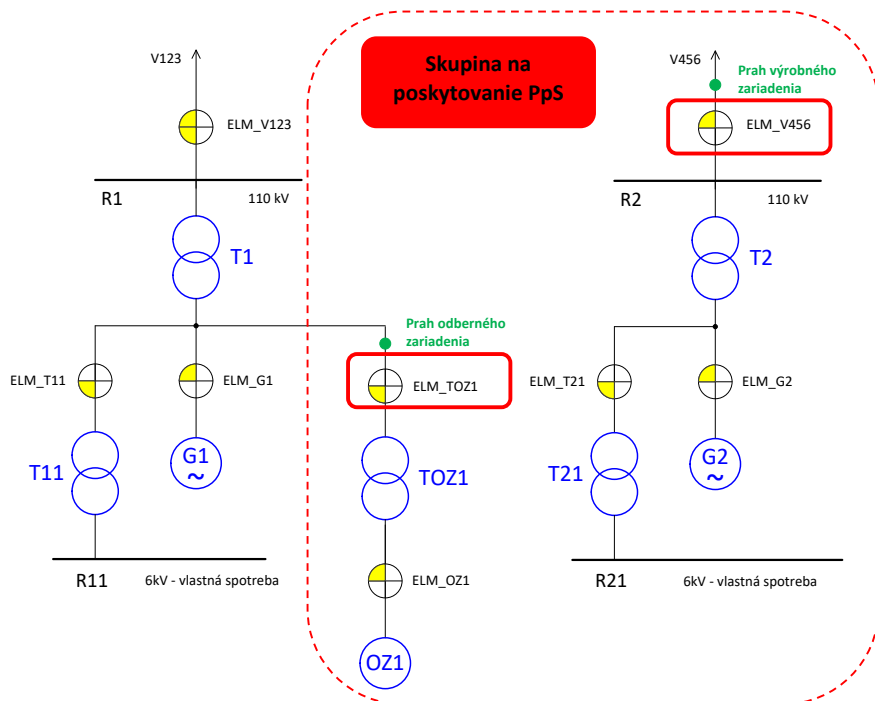 V123
Skupina na
poskytovanie PpS
V456
Prah výrobného
zariadenia
ELM_V123
ELM_V456
R1
110 kV
R2
110 kV
T1
T2
Prah odberného
zariadenia
ELM_T11
ELM_G1
ELM_TOZ1
ELM_T21
ELM_G2
T11
G1
~
TOZ1
T21
G2
~
R11
6kV - vlastná spotreba
ELM_OZ1
R21
6kV - vlastná spotreba
OZ1